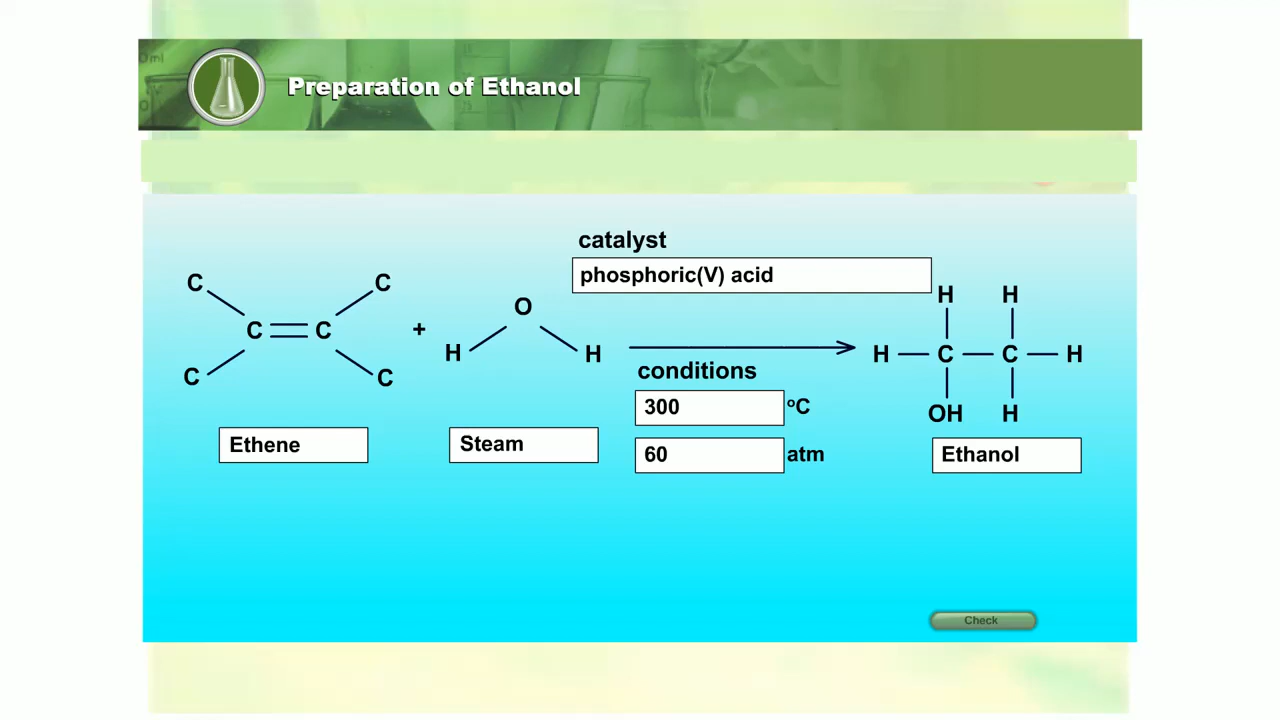 Preparation of Ethanol
catalyst
phosphoric(V) acid
C C O H H
C = C + H — C — C — H
C C H H OH H
conditions
300 °C
60 atm
Ethene
Steam
Ethanol
Check